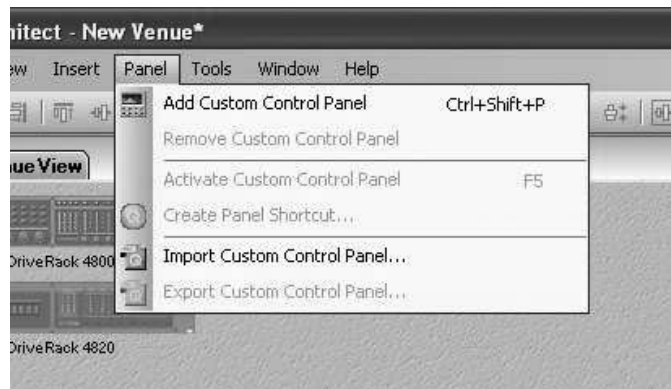 hitect - New Venue*
ew Insert Panel Tools Window Help
Add Custom Control Panel Ctrl+Shift+P
Remove Custom Control Panel
ue View
Activate Custom Control Panel F5
Create Panel Shortcut...
DriveRack 4800
Import Custom Control Panel...
Export Custom Control Panel...
DriveRack 4820